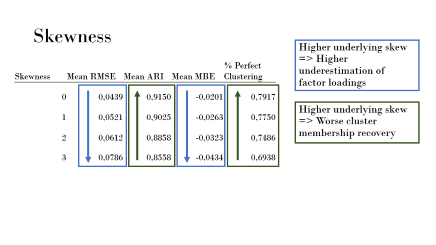 Skewness
% Perfect
Skewness Mean RMSE Mean ARI Mean MBE Clustering
0 0,0439 0,9150 -0,0201 0,7917
1 0,0521 0,9025 -0,0263 0,7750
2 0,0612 0,8858 -0,0323 0,7486
3 0,0786 0,8558 -0,0434 0,6938
Higher underlying skew
=> Higher
underestimation of
factor loadings
Higher underlying skew
=> Worse cluster
membership recovery